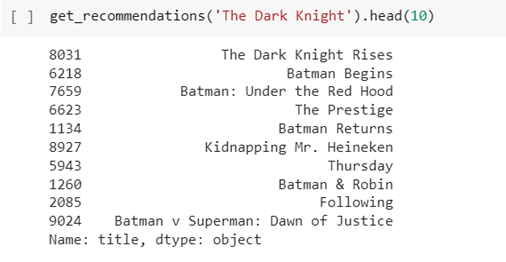 [ ] get_recommendations('The Dark Knight').head(10)
8031 The Dark Knight Rises
6218 Batman Begins
7659 Batman: Under the Red Hood
6623 The Prestige
1134 Batman Returns
8927 Kidnapping Mr. Heineken
5943 Thursday
1260 Batman & Robin
2085 Following
9024 Batman v Superman: Dawn of Justice
Name: title, dtype: object